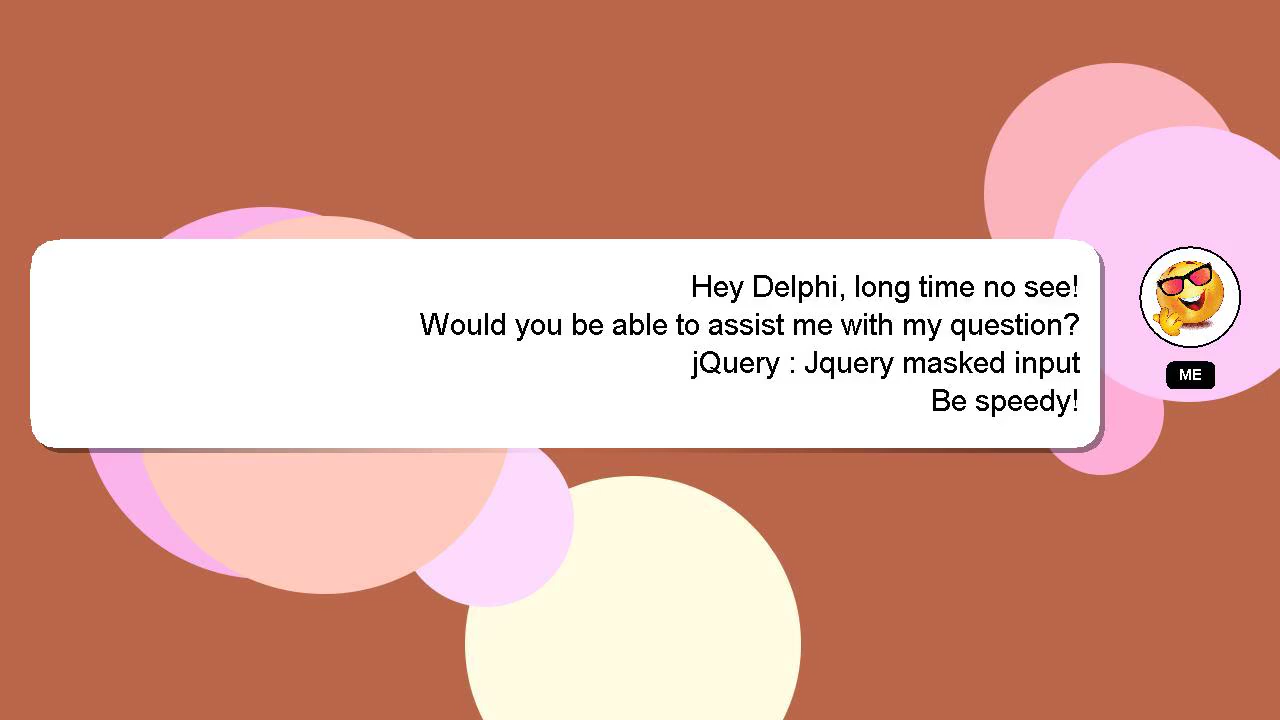 Hey Delphi, long time no see!
Would you be able to assist me with my question?
jQuery : Jquery masked input
Be speedy!
ME